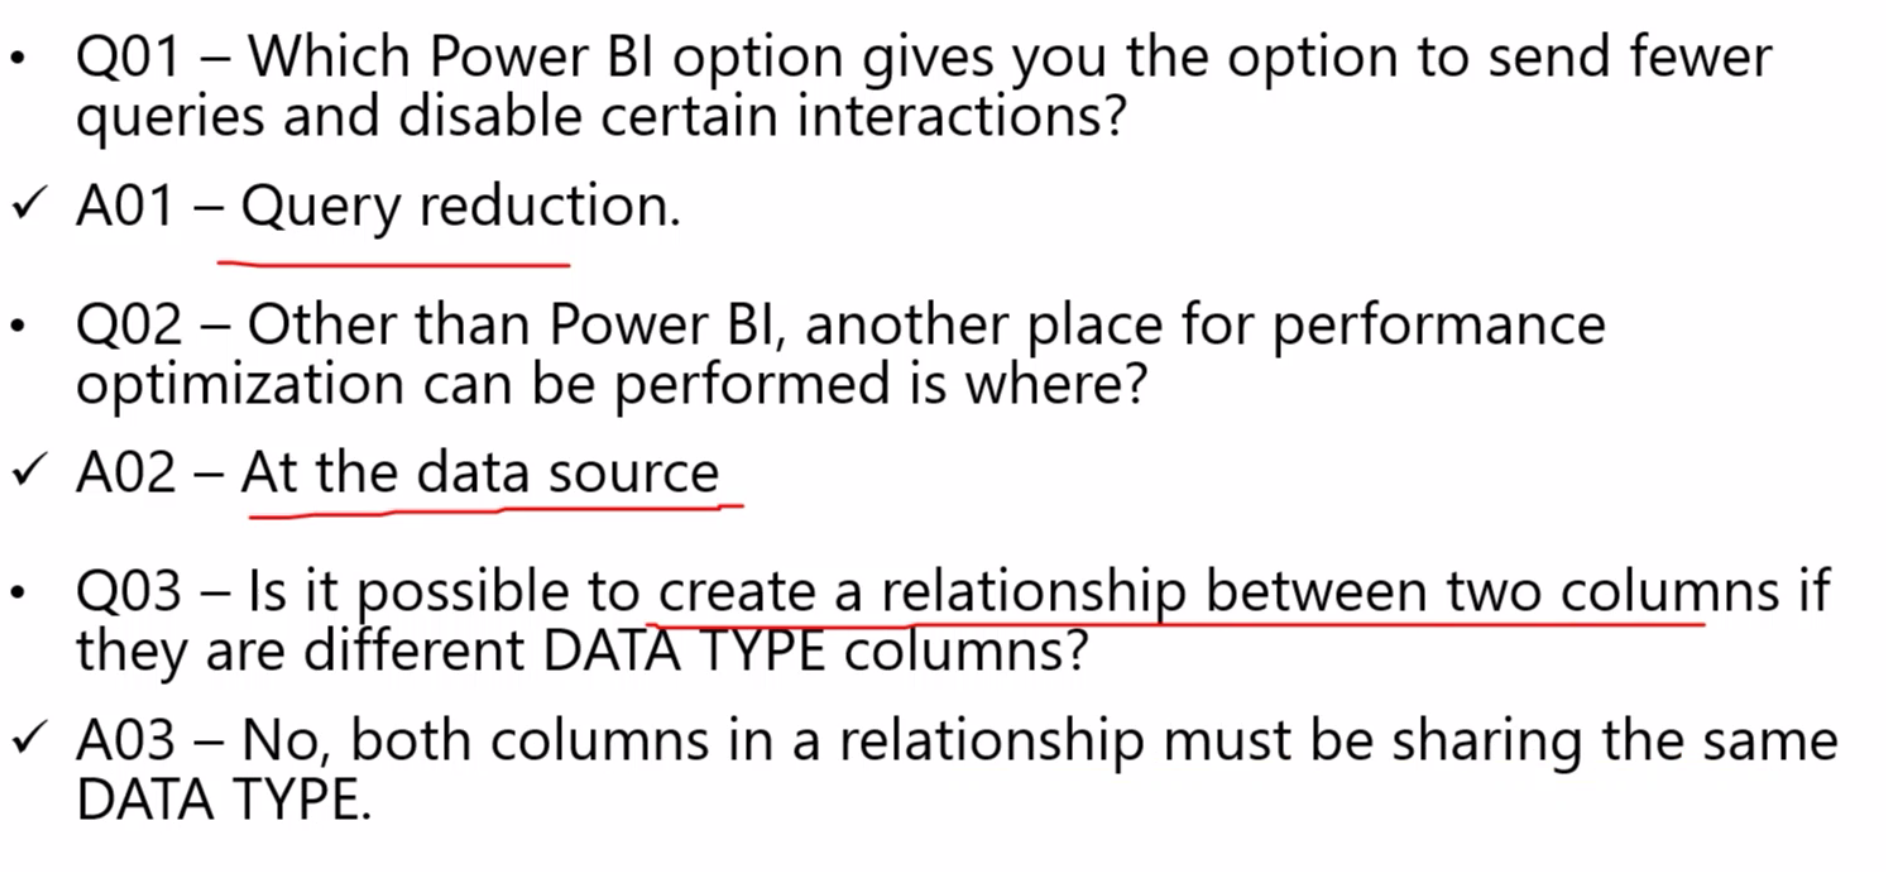 • Q01 – Which Power BI option gives you the option to send fewer
queries and disable certain interactions?
✓ A01 – Query reduction.
• Q02 – Other than Power BI, another place for performance
optimization can be performed is where?
✓ A02 – At the data source
• Q03 – Is it possible to create a relationship between two columns if
they are different DATA TYPE columns?
✓ A03 – No, both columns in a relationship must be sharing the same
DATA TYPE.